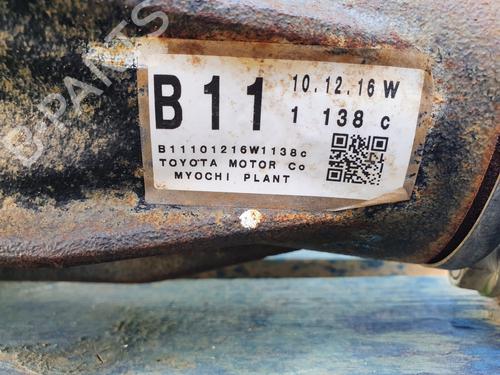 B PARTS
B11 10.12.16 W
1 138 c
B11101216W1138c
TOYOTA MOTOR Co
MYOCHI PLANT